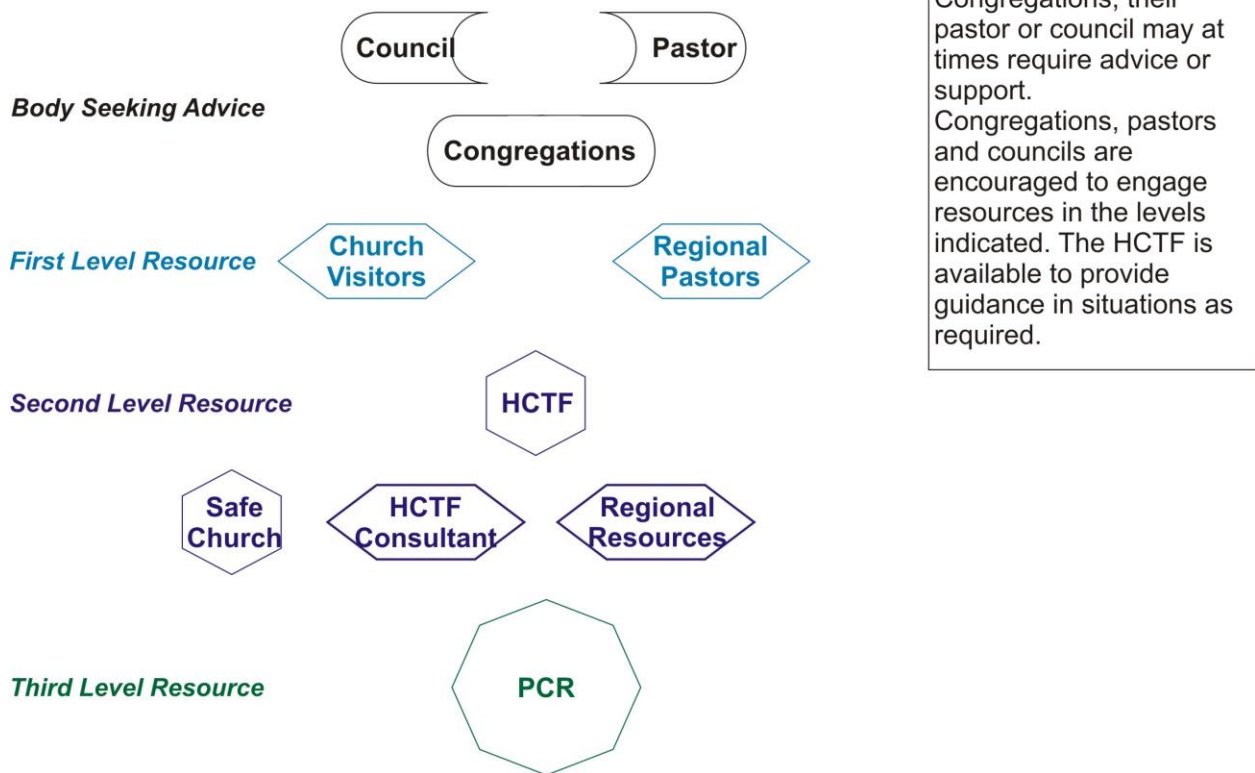 Council
Pastor
Body Seeking Advice
Congregations
First Level Resource
Church
Visitors
Regional
Pastors
Second Level Resource
HCTF
Safe
Church
HCTF
Consultant
Regional
Resources
Third Level Resource
PCR
Congregations, their
pastor or council may at
times require advice or
support.
Congregations, pastors
and councils are
encouraged to engage
resources in the levels
indicated. The HCTF is
available to provide
guidance in situations as
required.